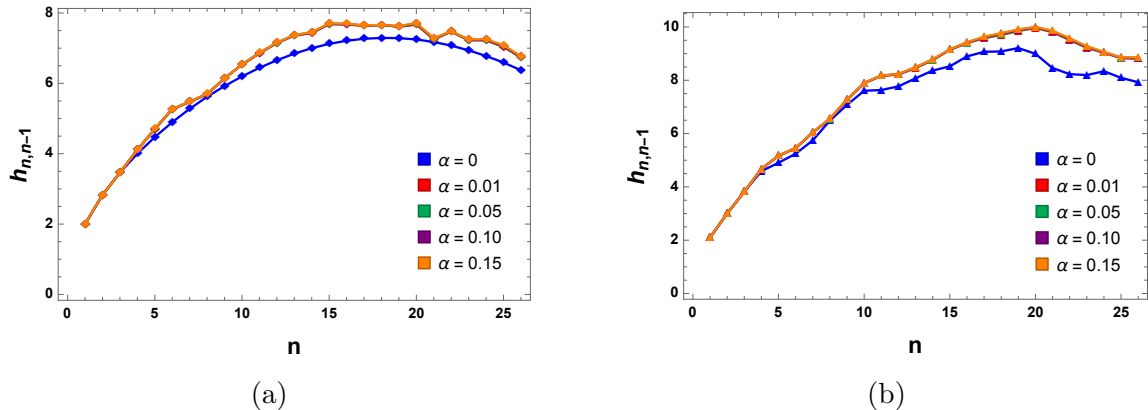 8
6
4
2
0
h_{n,n-1}
α = 0
α = 0.01
α = 0.05
α = 0.10
α = 0.15
0 5 10 15 20 25
n
(a)
10
8
6
4
2
0
h_{n,n-1}
α = 0
α = 0.01
α = 0.05
α = 0.10
α = 0.15
0 5 10 15 20 25
n
(b)